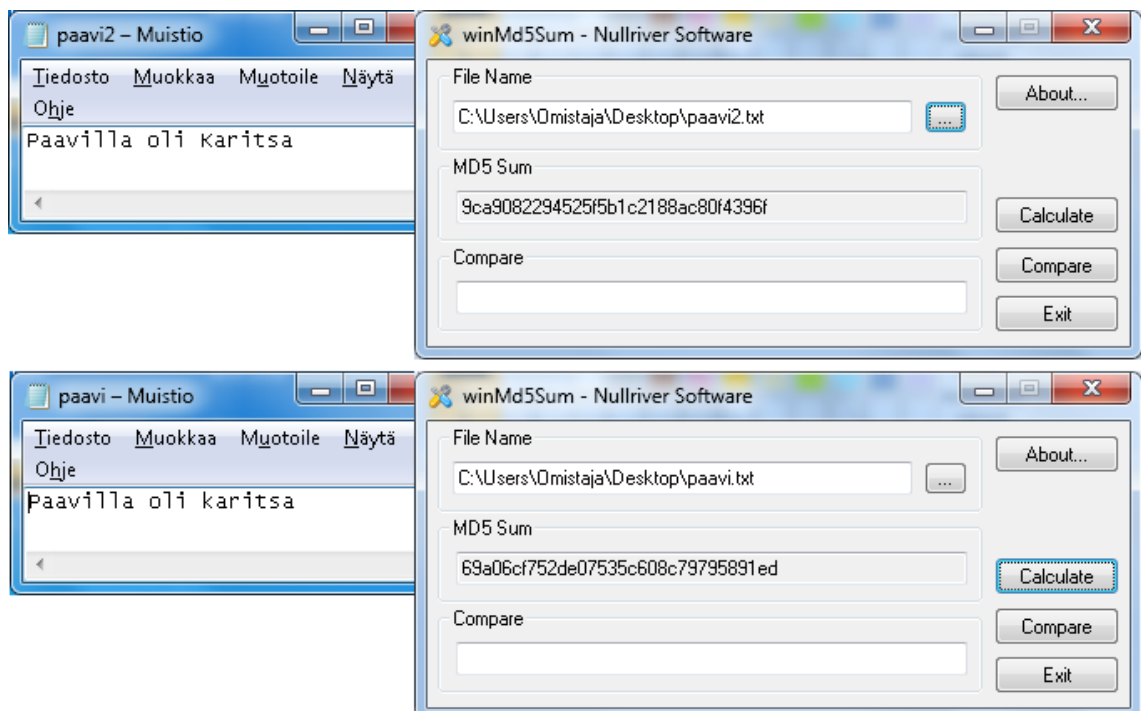 paavi2 – Muistio
Tiedosto Muokkaa Muotoile Näytä
Ohje
Paavilla oli Karitsa
winMd5Sum - Nullriver Software
File Name
C:\Users\Omistaja\Desktop\paavi2.txt
...
About...
MD5 Sum
9ca9082294525f5b1c2188ac80f4396f
Calculate
Compare
Compare
Exit
paavi – Muistio
Tiedosto Muokkaa Muotoile Näytä
Ohje
Paavilla oli karitsa
winMd5Sum - Nullriver Software
File Name
C:\Users\Omistaja\Desktop\paavi.txt
...
About...
MD5 Sum
69a06cf752de07535c608c79795891ed
Calculate
Compare
Compare
Exit